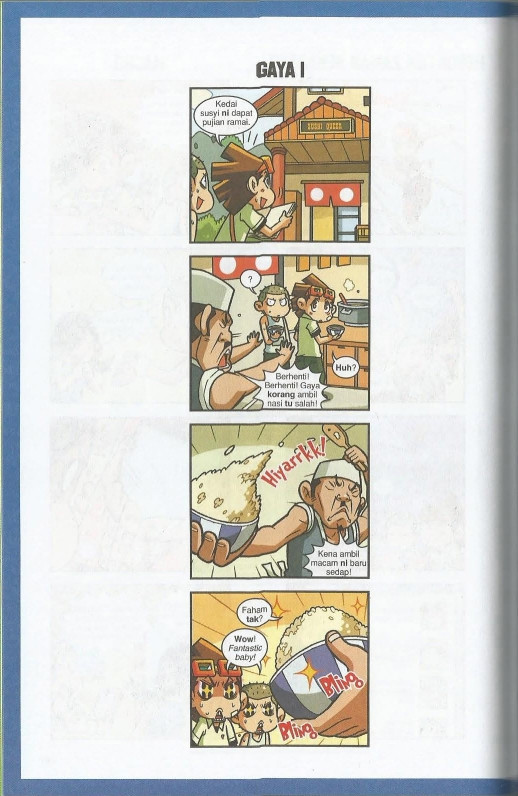 GAYA 1
Kedai
susyi ni dapat
pujian ramai.
SUSHI QUEEN
?
Huh?
Berhenti!
Berhenti! Gaya
korang ambil
nasi tu salah!
Hiyarrkk!
Kena ambil
macam ni baru
sedap!
Faham
tak?
Wow!
Fantastic
baby!
Bling
Bling